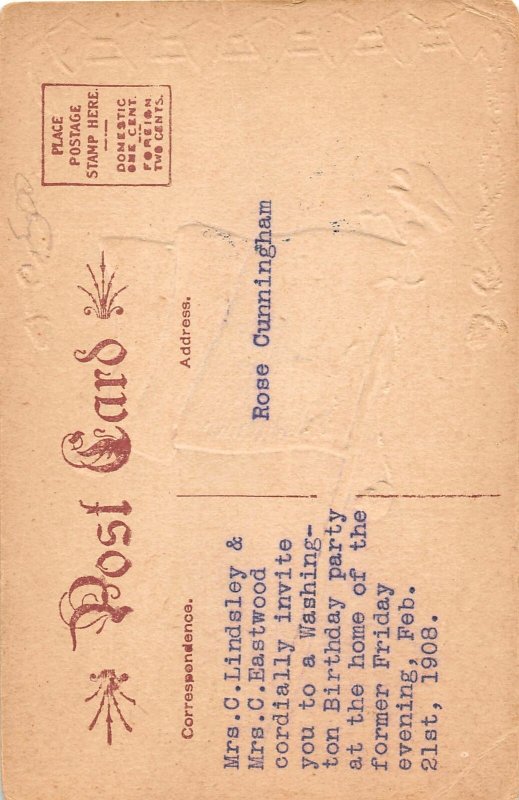 Post Card
PLACE
POSTAGE
STAMP HERE.
DOMESTIC
ONE CENT.
FOREIGN
TWO CENTS.
Correspondence.
Address.
Mrs.C.Lindsley &
Mrs.C.Eastwood
cordially invite
you to a Washing-
ton Birthday party
at the home of the
former Friday
evening, Feb.
21st, 1908.
Rose Cunningham